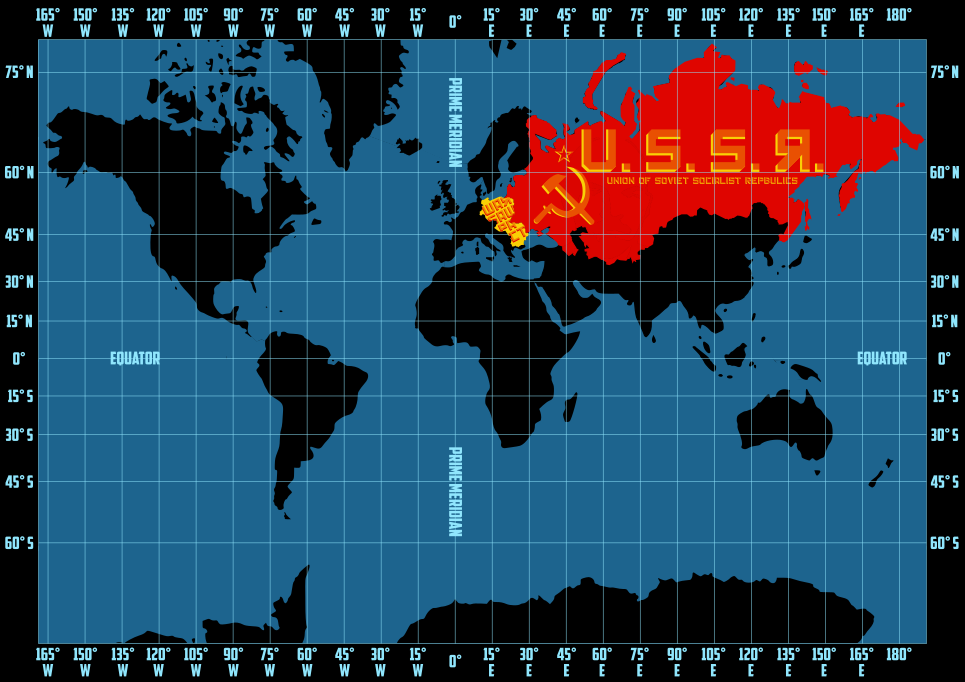 165° 150° 135° 120° 105° 90° 75° 60° 45° 30° 15° 0° 15° 30° 45° 60° 75° 90° 105° 120° 135° 150° 165° 180°
W W W W W W W W W W W E E E E E E E E E E E
75° N 75° N
PRIME MERIDIAN
U.S.S.Я.
60° N 60° N
UNION OF SOVIET SOCIALIST REPBULICS
45° N 45° N
30° N 30° N
15° N 15° N
0° EQUATOR EQUATOR 0°
15° S 15° S
30° S 30° S
PRIME MERIDIAN
45° S 45° S
60° S 60° S
165° 150° 135° 120° 105° 90° 75° 60° 45° 30° 15° 0° 15° 30° 45° 60° 75° 90° 105° 120° 135° 150° 165° 180°
W W W W W W W W W W W E E E E E E E E E E E